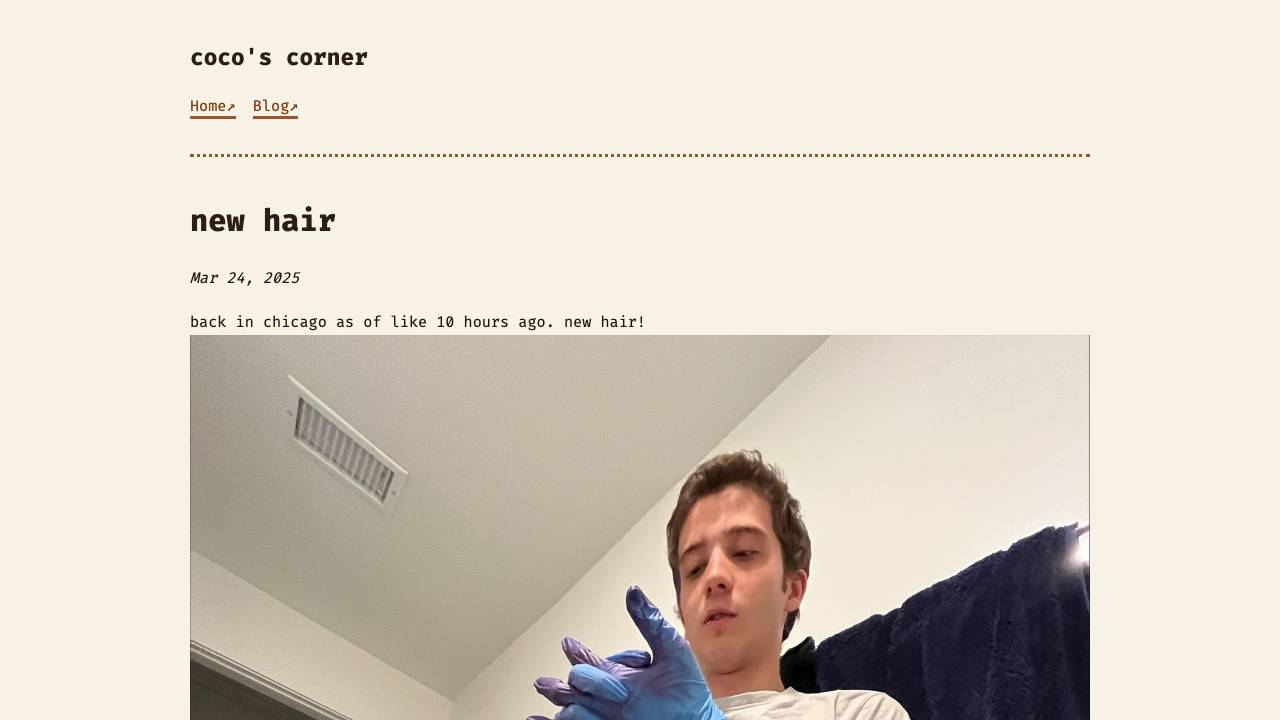 coco's corner
Home↗ Blog↗
new hair
Mar 24, 2025
back in chicago as of like 10 hours ago. new hair!